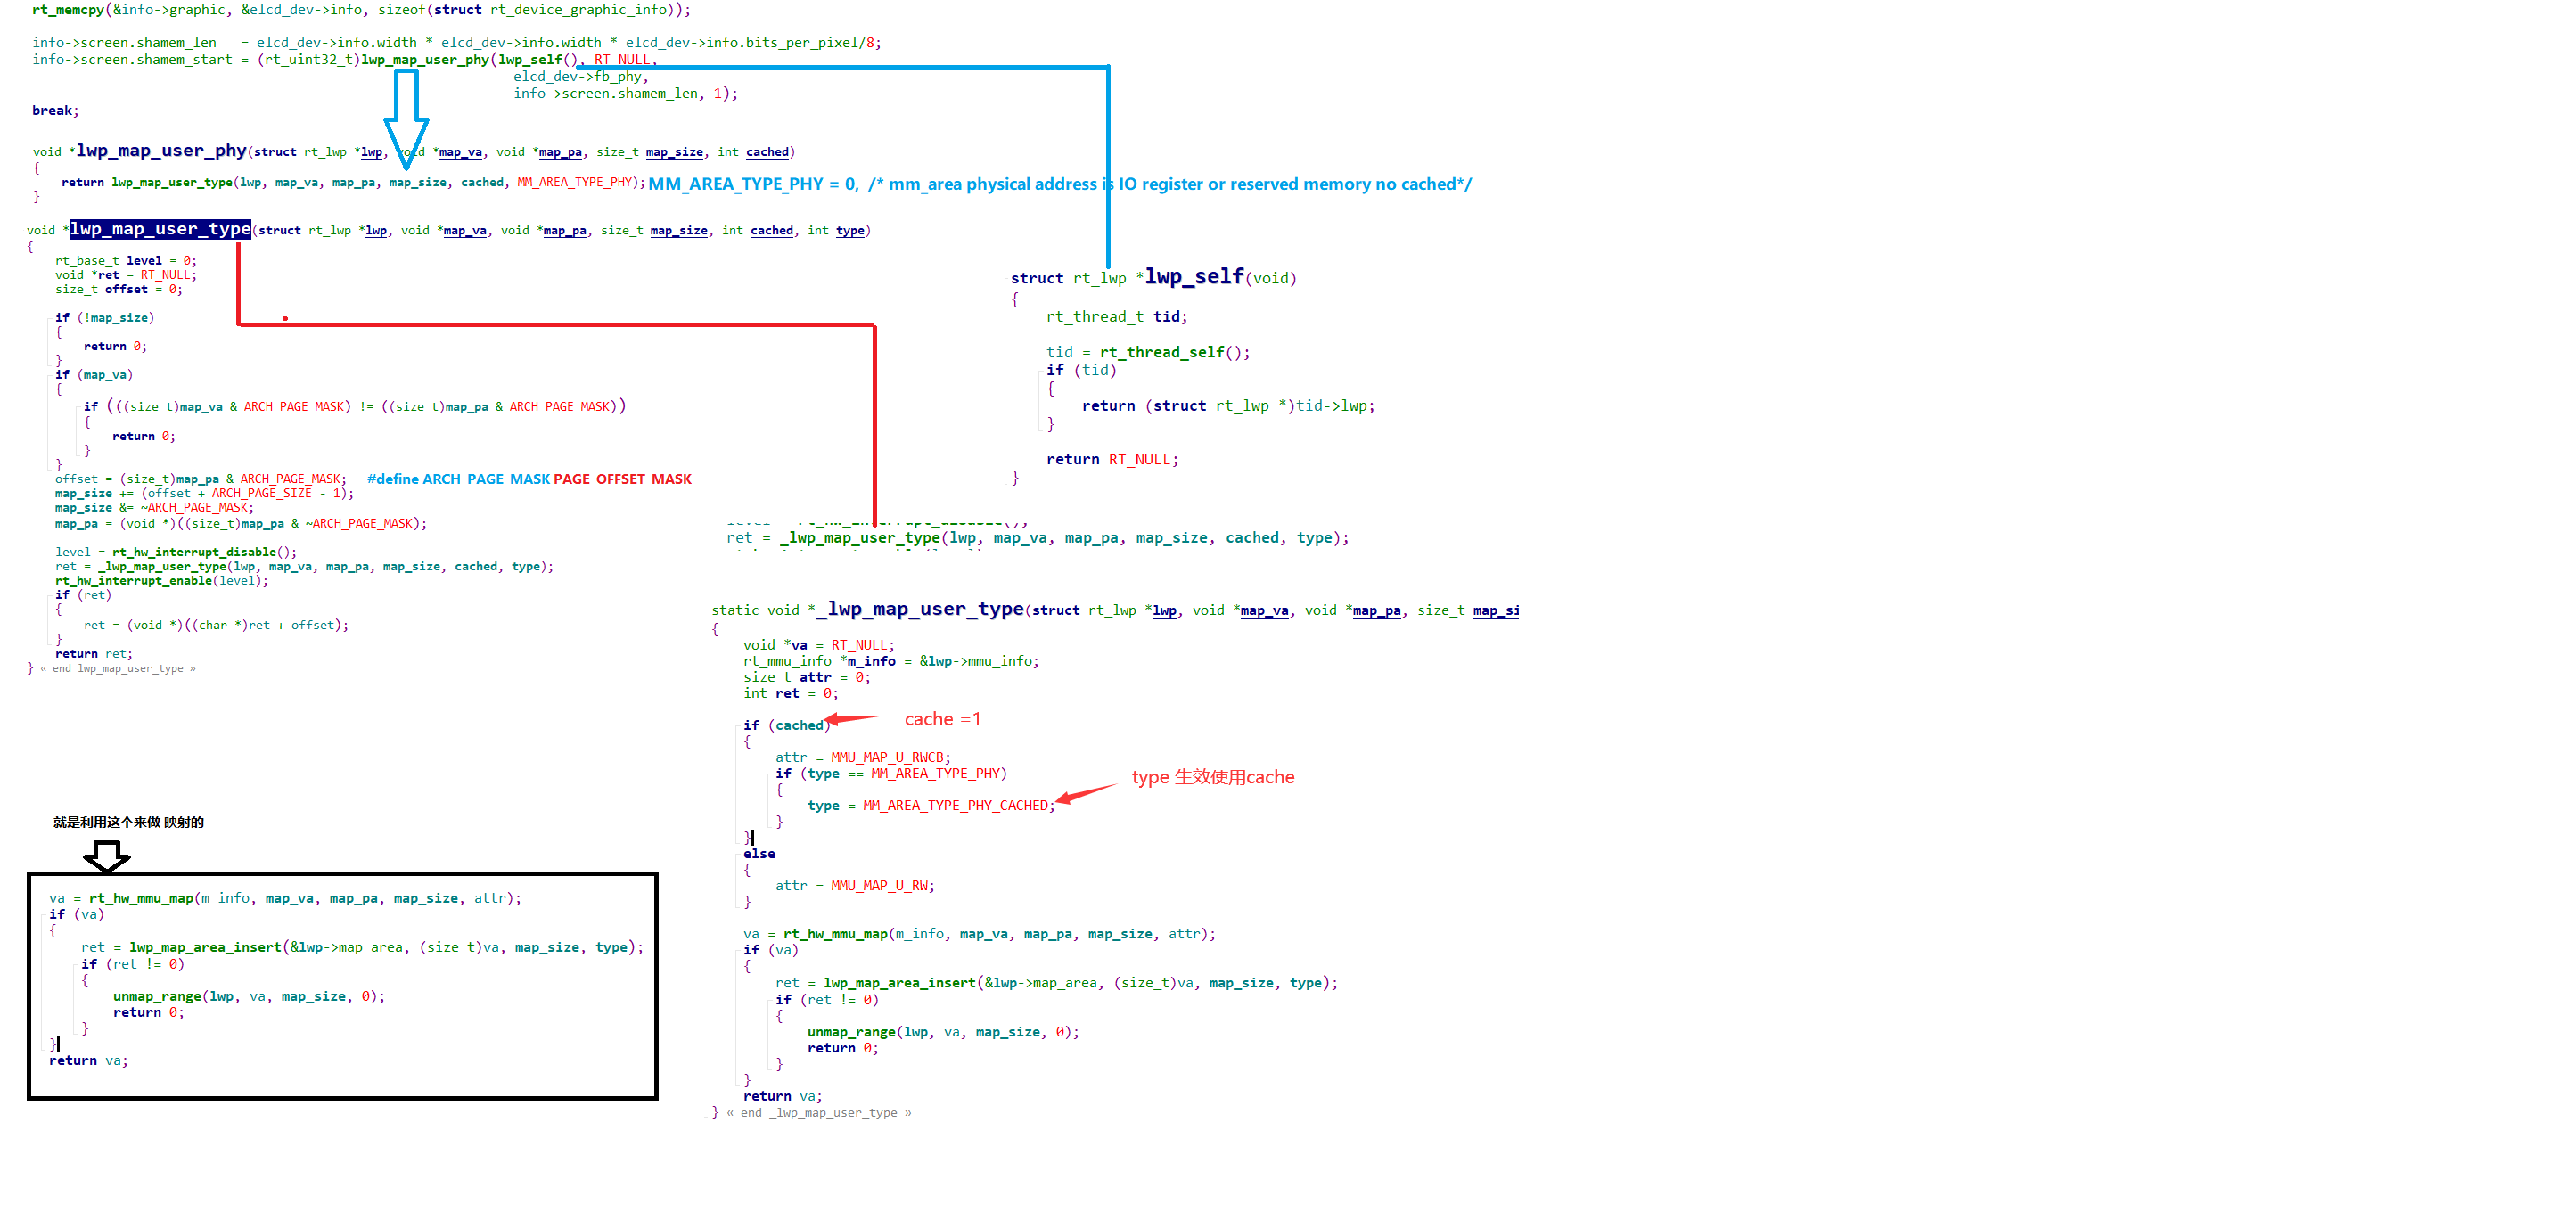 rt_memcpy(&info->graphic, &elcd_dev->info, sizeof(struct rt_device_graphic_info));
info->screen.shamem_len   = elcd_dev->info.width * elcd_dev->info.width * elcd_dev->info.bits_per_pixel/8;
info->screen.shamem_start = (rt_uint32_t)lwp_map_user_phy(lwp_self(), RT_NULL,
elcd_dev->fb_phy,
info->screen.shamem_len, 1);
break;
void *lwp_map_user_phy(struct rt_lwp *lwp, void *map_va, void *map_pa, size_t map_size, int cached)
{
return lwp_map_user_type(lwp, map_va, map_pa, map_size, cached, MM_AREA_TYPE_PHY); MM_AREA_TYPE_PHY = 0,  /* mm_area physical address is IO register or reserved memory no cached*/
}
void *lwp_map_user_type(struct rt_lwp *lwp, void *map_va, void *map_pa, size_t map_size, int cached, int type)
{
rt_base_t level = 0;
void *ret = RT_NULL;
size_t offset = 0;
if (!map_size)
{
return 0;
}
if (map_va)
{
if (((size_t)map_va & ARCH_PAGE_MASK) != ((size_t)map_pa & ARCH_PAGE_MASK))
{
return 0;
}
}
offset = (size_t)map_pa & ARCH_PAGE_MASK;   #define ARCH_PAGE_MASK PAGE_OFFSET_MASK
map_size += (offset + ARCH_PAGE_SIZE - 1);
map_size &= ~ARCH_PAGE_MASK;
map_pa = (void *)((size_t)map_pa & ~ARCH_PAGE_MASK);
level = rt_hw_interrupt_disable();
ret = _lwp_map_user_type(lwp, map_va, map_pa, map_size, cached, type);
rt_hw_interrupt_enable(level);
if (ret)
{
ret = (void *)((char *)ret + offset);
}
return ret;
} « end lwp_map_user_type »
struct rt_lwp *lwp_self(void)
{
rt_thread_t tid;
tid = rt_thread_self();
if (tid)
{
return (struct rt_lwp *)tid->lwp;
}
return RT_NULL;
}
ret = _lwp_map_user_type(lwp, map_va, map_pa, map_size, cached, type);
static void *_lwp_map_user_type(struct rt_lwp *lwp, void *map_va, void *map_pa, size_t map_si
{
void *va = RT_NULL;
rt_mmu_info *m_info = &lwp->mmu_info;
size_t attr = 0;
int ret = 0;
if (cached) cache =1
{
attr = MMU_MAP_U_RWCB;
if (type == MM_AREA_TYPE_PHY) type 生效使用cache
{
type = MM_AREA_TYPE_PHY_CACHED;
}
}
else
{
attr = MMU_MAP_U_RW;
}
va = rt_hw_mmu_map(m_info, map_va, map_pa, map_size, attr);
if (va)
{
ret = lwp_map_area_insert(&lwp->map_area, (size_t)va, map_size, type);
if (ret != 0)
{
unmap_range(lwp, va, map_size, 0);
return 0;
}
}
return va;
} « end _lwp_map_user_type »
就是利用这个来做 映射的
va = rt_hw_mmu_map(m_info, map_va, map_pa, map_size, attr);
if (va)
{
ret = lwp_map_area_insert(&lwp->map_area, (size_t)va, map_size, type);
if (ret != 0)
{
unmap_range(lwp, va, map_size, 0);
return 0;
}
}
return va;